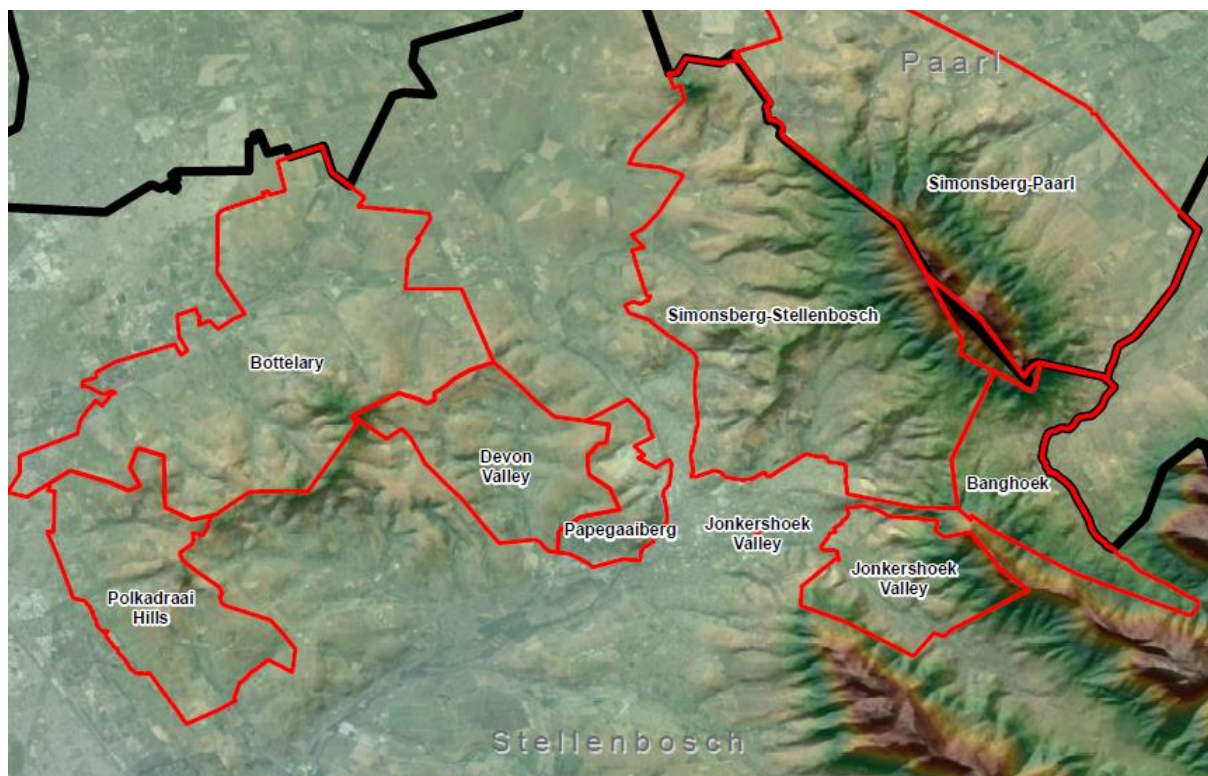 Paarl
Simonsberg-Paarl
Simonsberg-Stellenbosch
Bottelary
Devon
Valley
Banghoek
Papegaaiberg
Jonkershoek
Valley
Jonkershoek
Valley
Polkadraai
Hills
Stellenbosch